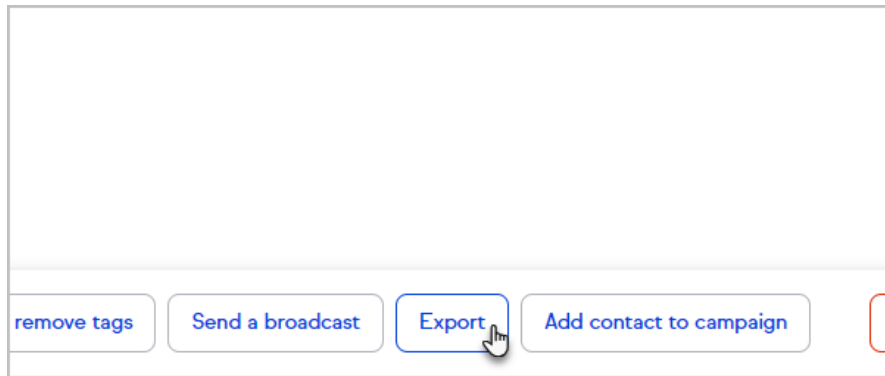 remove tags
Send a broadcast
Export
Add contact to campaign